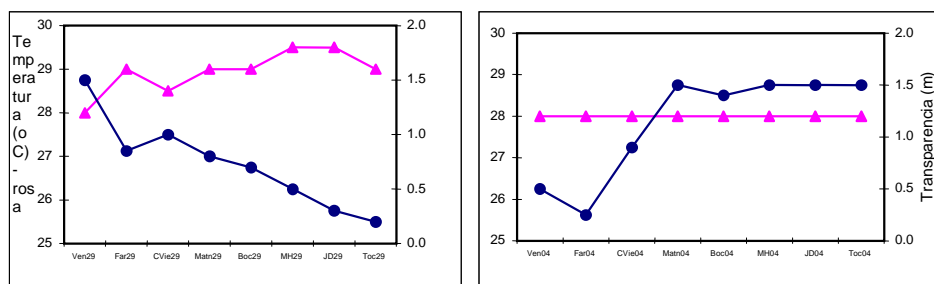 Te
mp
era
tur
a
(o
C)
-
ros
a
30
29
28
27
26
25
2.0
1.5
1.0
0.5
0.0
Ven29 Far29 CVie29 Matn29 Boc29 MH29 JD29 Toc29
30
29
28
27
26
25
2.0
1.5
1.0
0.5
0.0
Transparencia (m)
Ven04 Far04 CVie04 Matn04 Boc04 MH04 JD04 Toc04